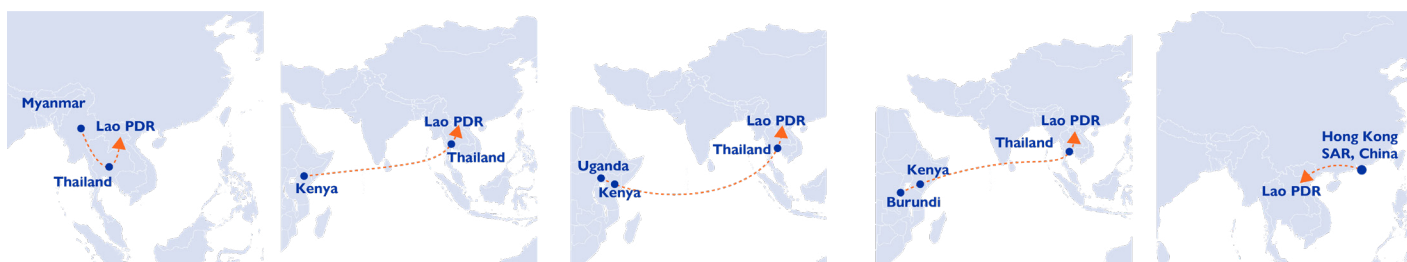 Myanmar
Lao PDR
Thailand
Lao PDR
Thailand
Kenya
Lao PDR
Thailand
Uganda
Kenya
Lao PDR
Thailand
Kenya
Burundi
Hong Kong
SAR, China
Lao PDR